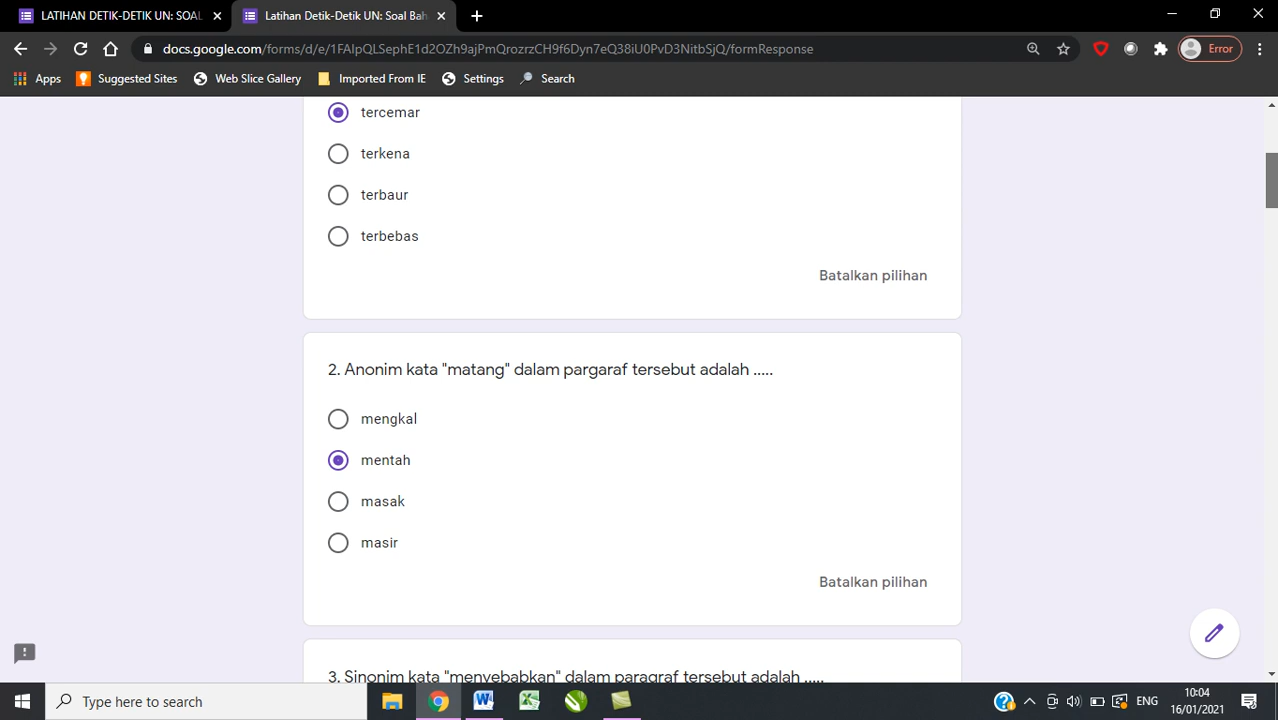 LATIHAN DETIK-DETIK UN: SOAL
Latihan Detik-Detik UN: Soal Bah
docs.google.com/forms/d/e/1FAIpQLSephE1d2OZh9ajPmQrozrzCH9f6Dyn7eQ38iU0PvD3NitbSjQ/formResponse
Error
Apps
Suggested Sites
Web Slice Gallery
Imported From IE
Settings
Search
tercemar
terkena
terbaur
terbebas
Batalkan pilihan
2. Anonim kata "matang" dalam pargaraf tersebut adalah .....
mengkal
mentah
masak
masir
Batalkan pilihan
3. Sinonim kata "menyebabkan" dalam paragraf tersebut adalah .....
Type here to search
ENG
10:04
16/01/2021